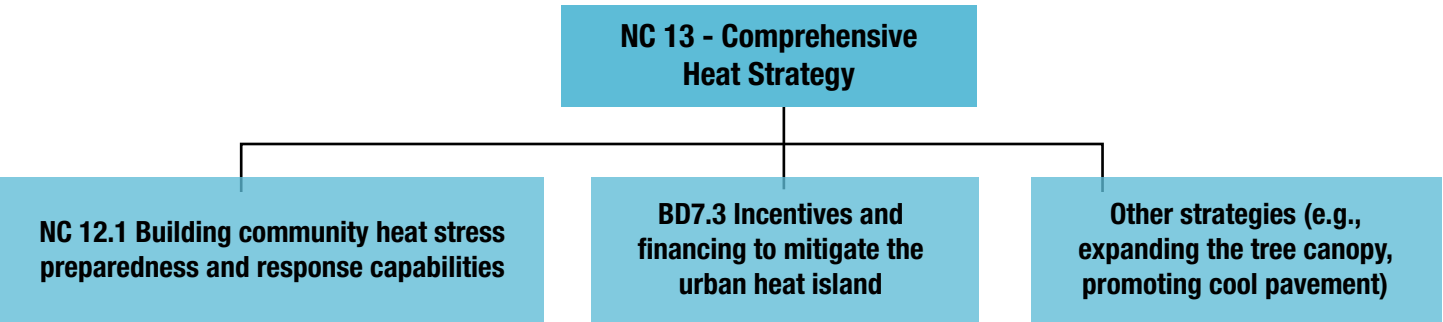 NC 13 - Comprehensive
Heat Strategy
NC 12.1 Building community heat stress
preparedness and response capabilities
BD7.3 Incentives and
financing to mitigate the
urban heat island
Other strategies (e.g.,
expanding the tree canopy,
promoting cool pavement)